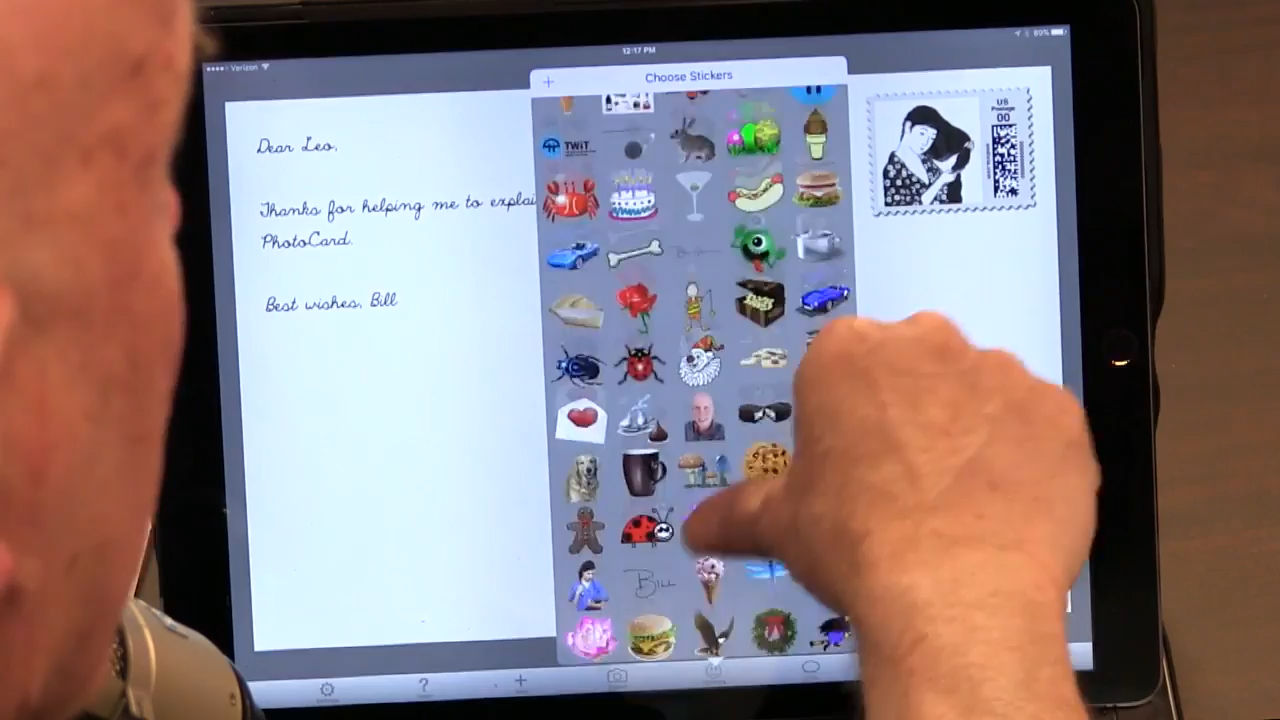 Verizon
12:17 PM
89%
Choose Stickers
Dear Leo,
Thanks for helping me to explai
PhotoCard.
Best wishes, Bill
US
Postage
00
TWiT
BILL